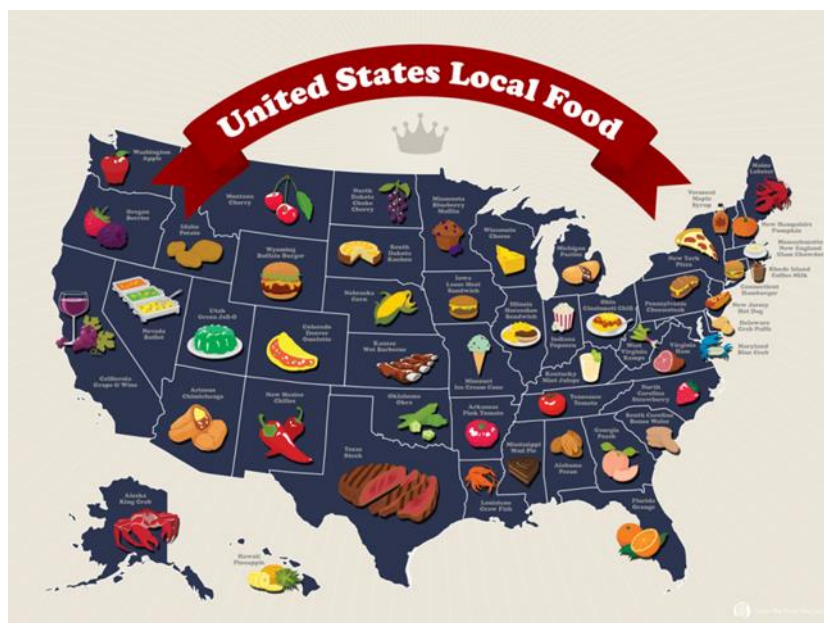 United States Local Food
Washington
Apple
Oregon
Berries
Idaho
Potato
Montana
Cherry
North
Dakota
Choke
Cherry
Minnesota
Blueberry
Muffin
Wisconsin
Cheese
Michigan
Pasties
Vermont
Maple
Syrup
Maine
Lobster
New Hampshire
Pumpkin
Massachusetts
New England
Clam Chowder
Rhode Island
Coffee Milk
Connecticut
Hamburger
New York
Pizza
New Jersey
Hot Dog
Delaware
Crab Puffs
Maryland
Blue Crab
Pennsylvania
Cheesesteak
Wyoming
Buffalo Burger
South
Dakota
Kuchen
Nebraska
Corn
Iowa
Loose Meat
Sandwich
Illinois
Horseshoe
Sandwich
Indiana
Popcorn
Ohio
Cincinnati Chili
West
Virginia
Ramps
Virginia
Ham
Nevada
Buffet
Utah
Green Jell-O
Colorado
Denver
Omelette
Kansas
Wet Barbecue
Missouri
Ice Cream Cone
Kentucky
Mint Julep
North
Carolina
Strawberry
California
Grape & Wine
Arizona
Chimichanga
New Mexico
Chilies
Oklahoma
Okra
Arkansas
Pink Tomato
Tennessee
Tomato
South Carolina
Texas
Steak
Louisiana
Craw Fish
Mississippi
Mud Pie
Alabama
Pecan
Georgia
Peach
Florida
Orange
Alaska
King Crab
Hawaii
Pineapple